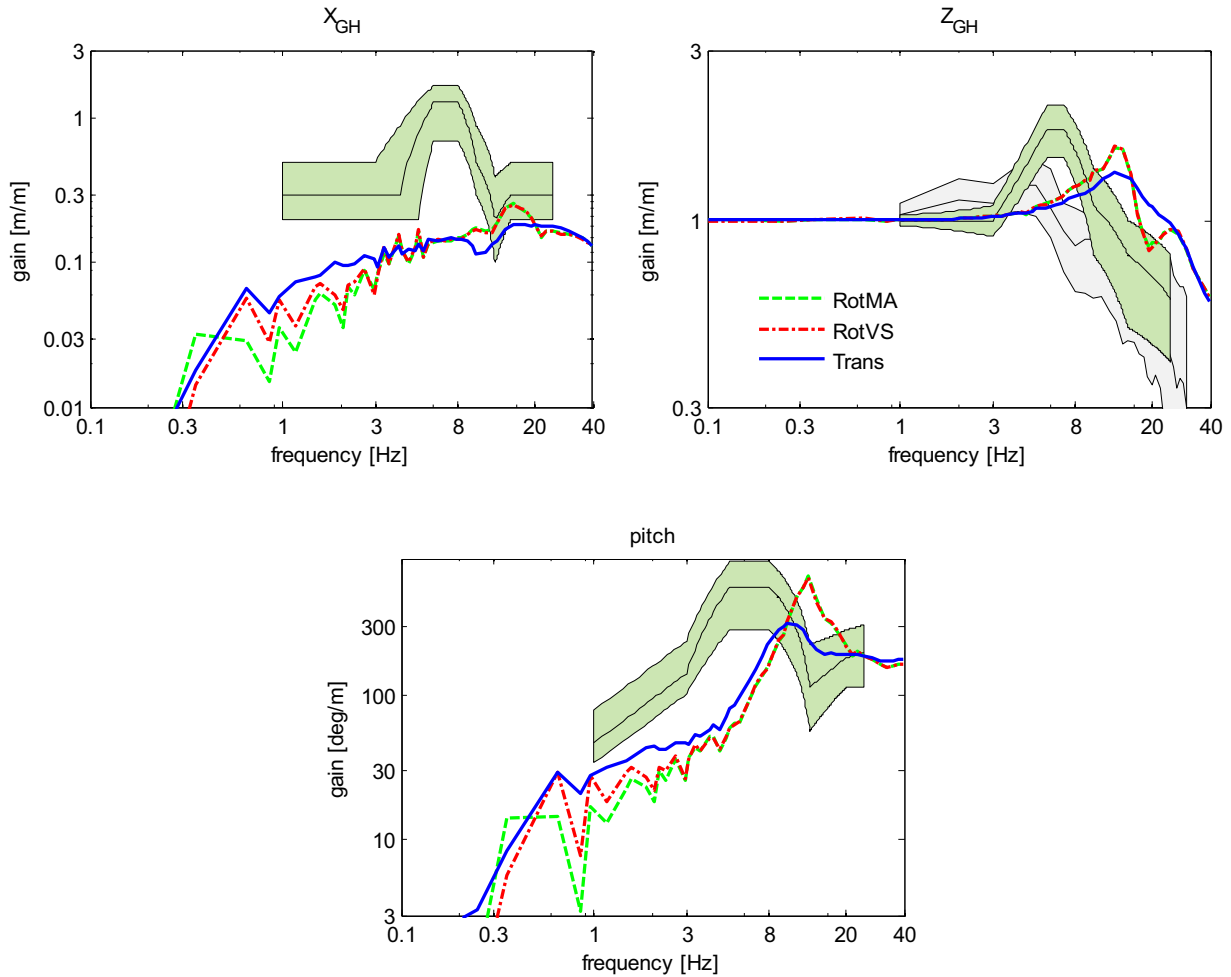 X_GH
3
1
0.3
0.1
0.03
0.01
gain [m/m]
0.1 0.3 1 3 8 20 40
frequency [Hz]
Z_GH
3
1
0.3
gain [m/m]
RotMA
RotVS
Trans
0.1 0.3 1 3 8 20 40
frequency [Hz]
pitch
300
100
30
10
3
gain [deg/m]
0.1 0.3 1 3 8 20 40
frequency [Hz]